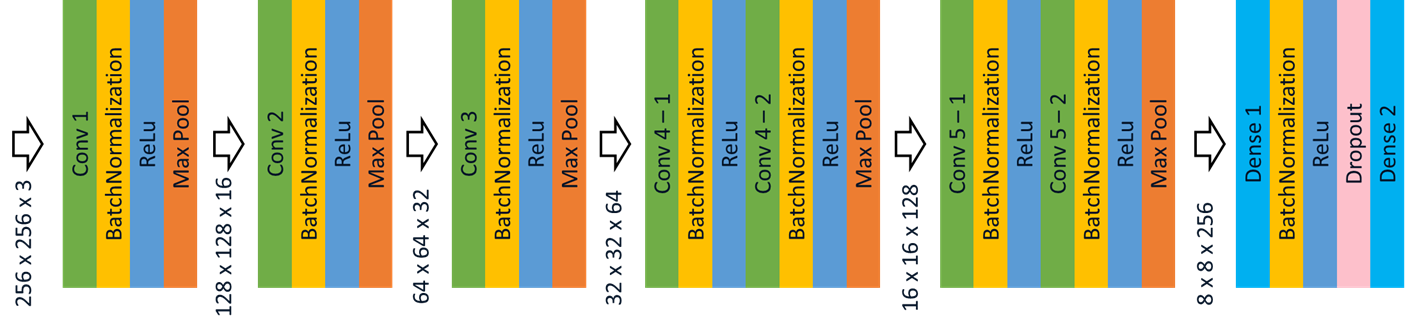 256 x 256 x 3
Conv 1
BatchNormalization
ReLu
Max Pool
128 x 128 x 16
Conv 2
BatchNormalization
ReLu
Max Pool
64 x 64 x 32
Conv 3
BatchNormalization
ReLu
Max Pool
32 x 32 x 64
Conv 4 – 1
BatchNormalization
ReLu
Conv 4 – 2
BatchNormalization
ReLu
Max Pool
16 x 16 x 128
Conv 5 – 1
BatchNormalization
ReLu
Conv 5 – 2
BatchNormalization
ReLu
Max Pool
8 x 8 x 256
Dense 1
BatchNormalization
ReLu
Dropout
Dense 2